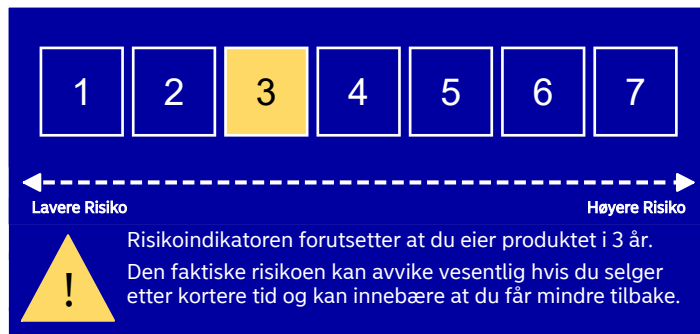 1 2 3 4 5 6 7
Lavere Risiko Høyere Risiko
Risikoindikatoren forutsetter at du eier produktet i 3 år.
! Den faktiske risikoen kan avvike vesentlig hvis du selger
etter kortere tid og kan innebære at du får mindre tilbake.